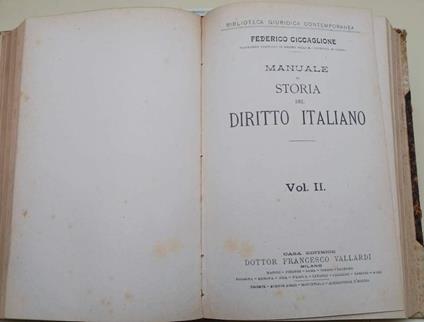 BIBLIOTECA GIURIDICA CONTEMPORANEA
FEDERICO CICCAGLIONE
MANUALE
DI
STORIA
DEL
DIRITTO ITALIANO
Vol. II.
CASA EDITRICE
DOTTOR FRANCESCO VALLARDI
MILANO